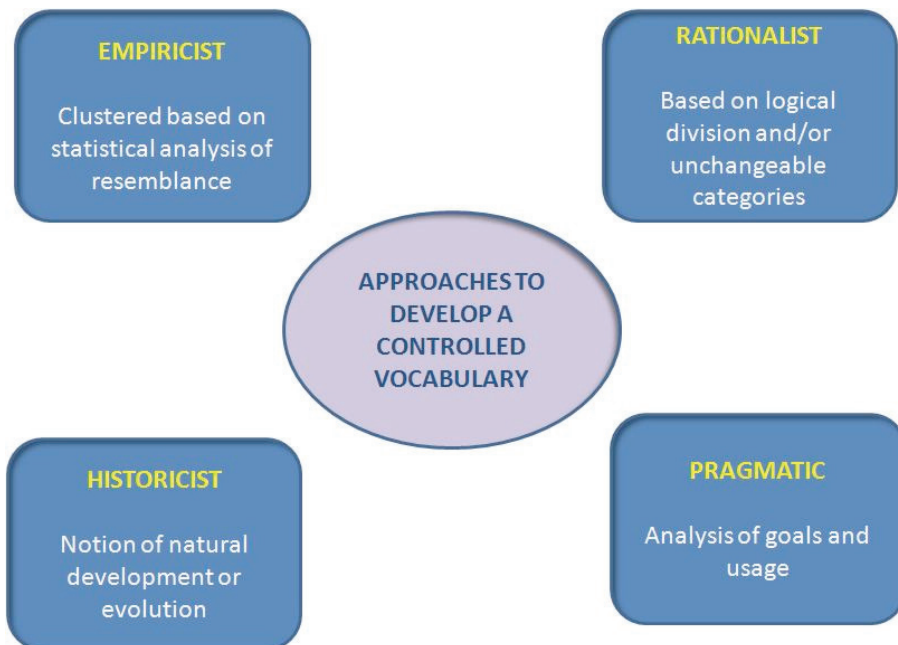 EMPIRICIST
Clustered based on
statistical analysis of
resemblance
RATIONALIST
Based on logical
division and/or
unchangeable
categories
APPROACHES TO
DEVELOP A
CONTROLLED
VOCABULARY
HISTORICIST
Notion of natural
development or
evolution
PRAGMATIC
Analysis of goals and
usage